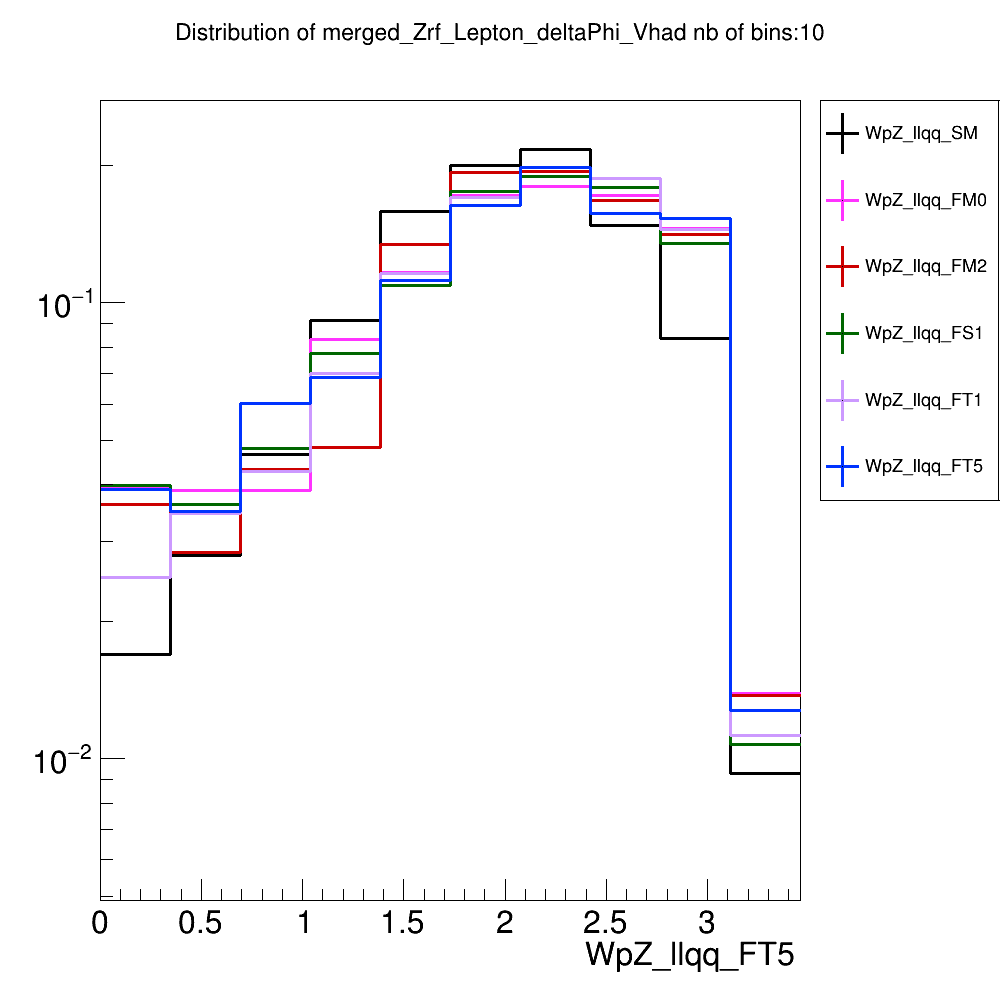 Distribution of merged_Zrf_Lepton_deltaPhi_Vhad nb of bins:10
WpZ_llqq_SM
WpZ_llqq_FM0
WpZ_llqq_FM2
WpZ_llqq_FS1
WpZ_llqq_FT1
WpZ_llqq_FT5
10⁻¹
10⁻²
0 0.5 1 1.5 2 2.5 3
WpZ_llqq_FT5